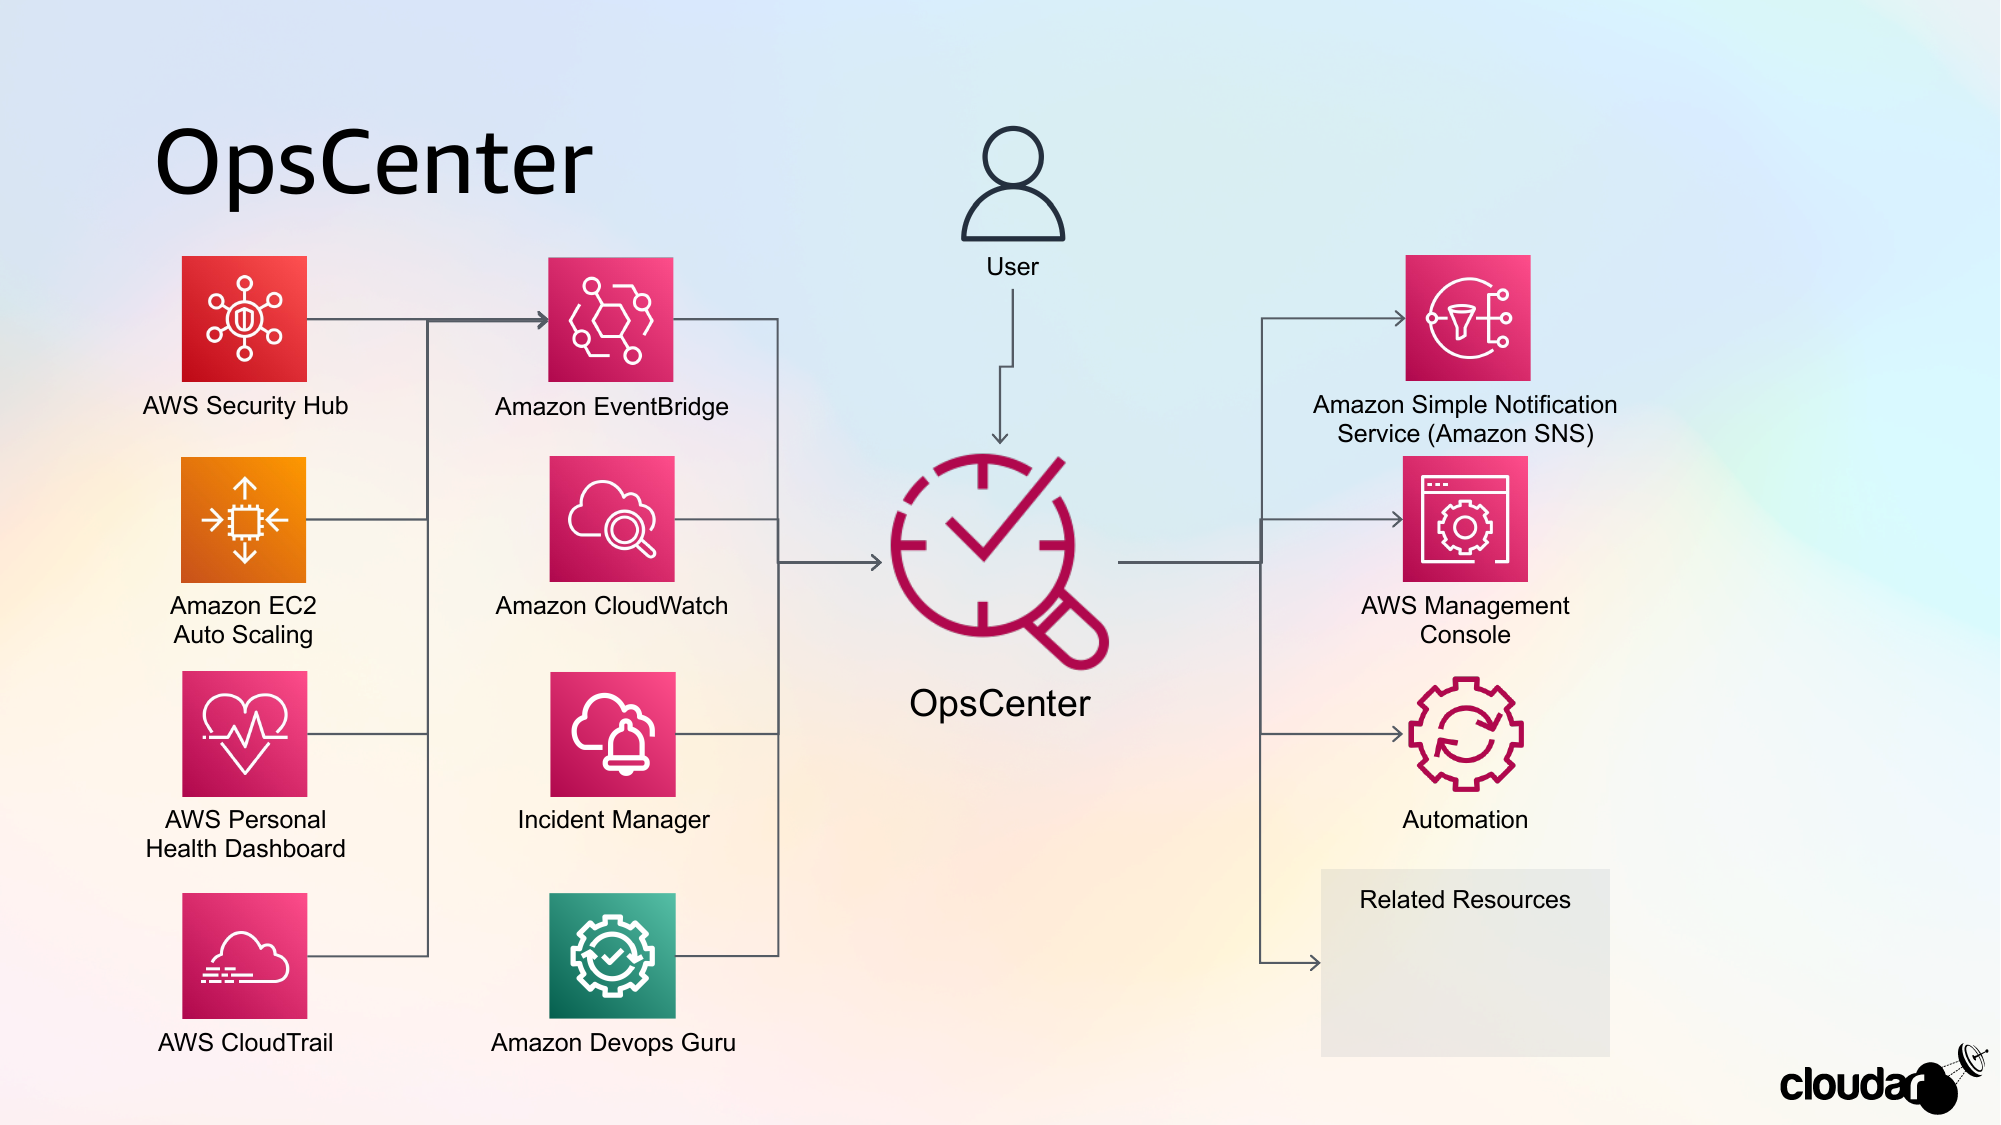 OpsCenter
User
AWS Security Hub
Amazon EventBridge
Amazon Simple Notification
Service (Amazon SNS)
Amazon EC2
Auto Scaling
Amazon CloudWatch
AWS Management
Console
OpsCenter
AWS Personal
Health Dashboard
Incident Manager
Automation
Related Resources
AWS CloudTrail
Amazon Devops Guru
cloudar